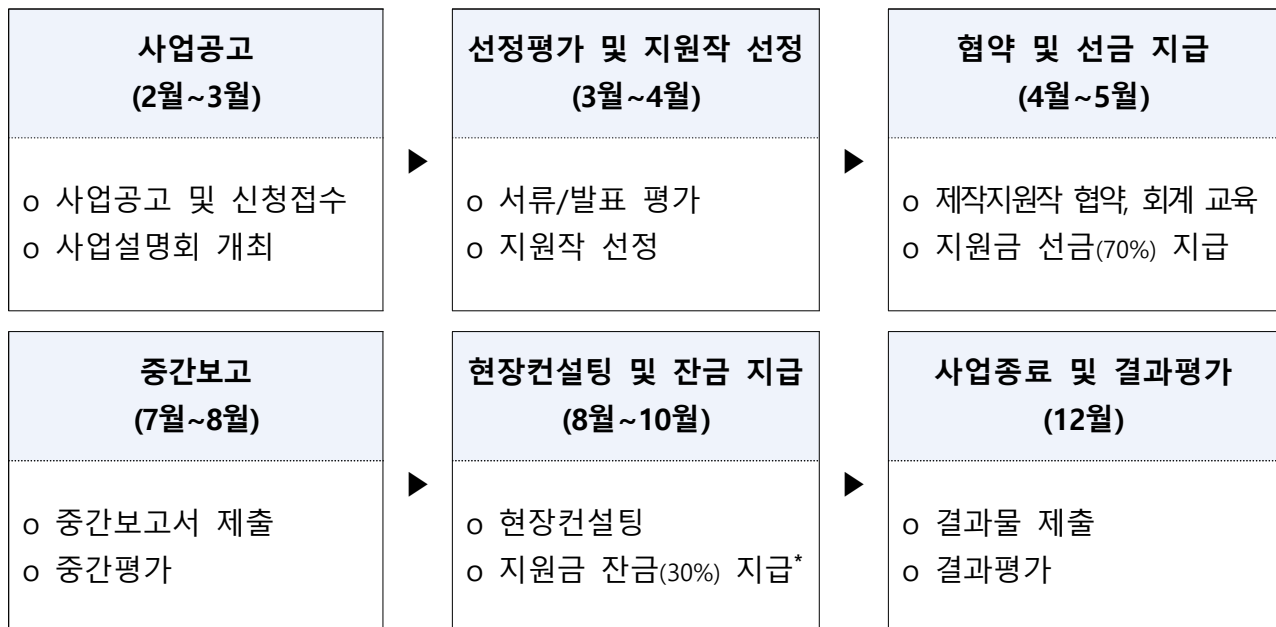 사업공고
(2월~3월)
o 사업공고 및 신청접수
o 사업설명회 개최
▶
선정평가 및 지원작 선정
(3월~4월)
o 서류/발표 평가
o 지원작 선정
▶
협약 및 선금 지급
(4월~5월)
o 제작지원작 협약, 회계 교육
o 지원금 선금(70%) 지급
중간보고
(7월~8월)
o 중간보고서 제출
o 중간평가
▶
현장컨설팅 및 잔금 지급
(8월~10월)
o 현장컨설팅
o 지원금 잔금(30%) 지급*
▶
사업종료 및 결과평가
(12월)
o 결과물 제출
o 결과평가